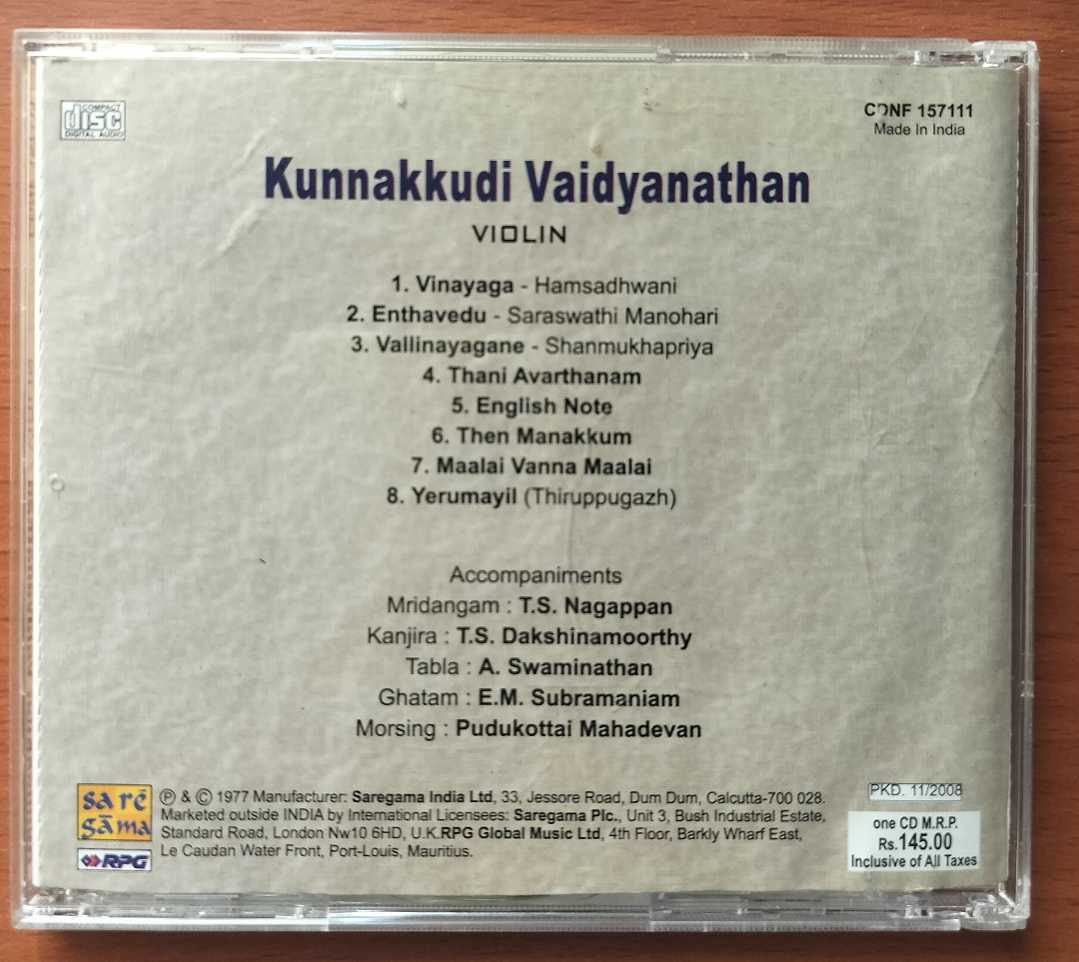 COMPACT
disc
DIGITAL AUDIO
CDNF 157111
Made In India
Kunnakkudi Vaidyanathan
VIOLIN
1. Vinayaga - Hamsadhwani
2. Enthavedu - Saraswathi Manohari
3. Vallinayagane - Shanmukhapriya
4. Thani Avarthanam
5. English Note
6. Then Manakkum
7. Maalai Vanna Maalai
8. Yerumayil (Thiruppugazh)
Accompaniments
Mridangam : T.S. Nagappan
Kanjira : T.S. Dakshinamoorthy
Tabla : A. Swaminathan
Ghatam : E.M. Subramaniam
Morsing : Pudukottai Mahadevan
sa rē
gāma
RPG
℗ & © 1977 Manufacturer: Saregama India Ltd, 33, Jessore Road, Dum Dum, Calcutta-700 028.
Marketed outside INDIA by International Licensees: Saregama Plc., Unit 3, Bush Industrial Estate,
Standard Road, London Nw10 6HD, U.K.RPG Global Music Ltd, 4th Floor, Barkly Wharf East,
Le Caudan Water Front, Port-Louis, Mauritius.
PKD. 11/2008
one CD M.R.P.
Rs.145.00
Inclusive of All Taxes